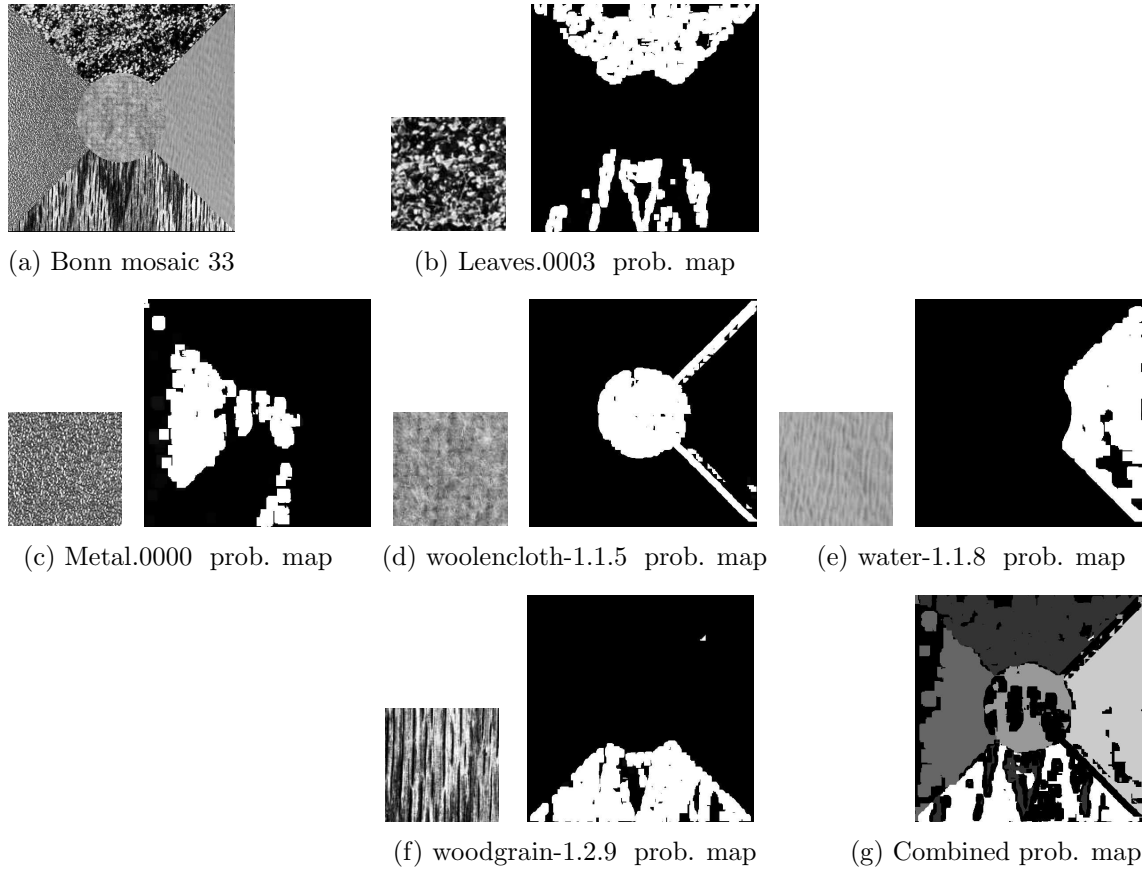 (a) Bonn mosaic 33
(b) Leaves.0003 prob. map
(c) Metal.0000 prob. map
(d) woolencloth-1.1.5 prob. map
(e) water-1.1.8 prob. map
(f) woodgrain-1.2.9 prob. map
(g) Combined prob. map